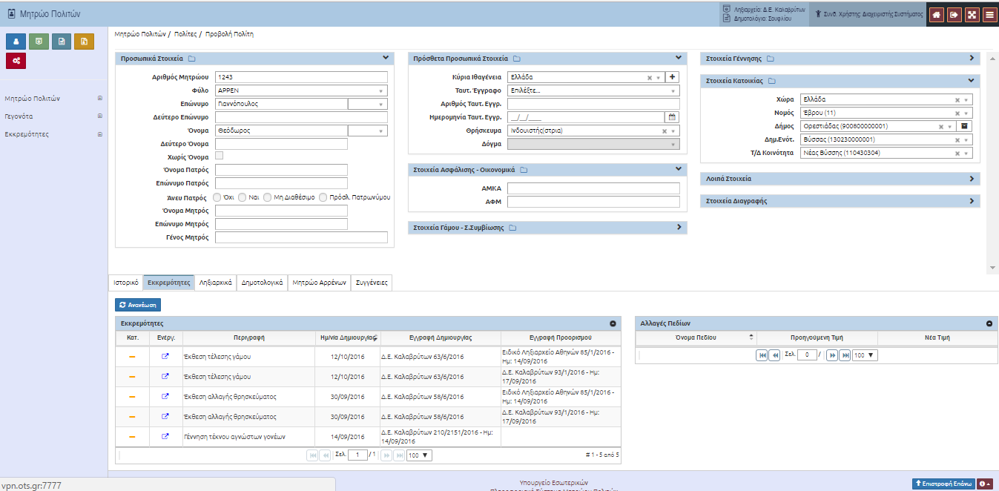 Μητρώο Πολιτών
Ληξιαρχείο: Δ.Ε. Καλαβρύτων
Δημοτολόγιο: Σουφλίου
Συνδ. Χρήστης: Διαχειριστής Συστήματος
Μητρώο Πολιτών / Πολίτες / Προβολή Πολίτη
Μητρώο Πολιτών
Γεγονότα
Εκκρεμότητες
Προσωπικά Στοιχεία
Αριθμός Μητρώου 1243
Φύλο ΑΡΡΕΝ
Επώνυμο Γιαννόπουλος
Δεύτερο Επώνυμο
Όνομα Θεόδωρος
Δεύτερο Όνομα
Χωρίς Όνομα
Όνομα Πατρός
Επώνυμο Πατρός
Άνευ Πατρός Όχι Ναι Μη Διαθέσιμο Πρόσλ. Πατρωνύμου
Όνομα Μητρός
Επώνυμο Μητρός
Γένος Μητρός
Πρόσθετα Προσωπικά Στοιχεία
Κύρια Ιθαγένεια Ελλάδα
Ταυτ. Έγγραφο Επιλέξτε...
Αριθμός Ταυτ. Εγγρ.
Ημερομηνία Ταυτ. Εγγρ. __/__/____
Θρήσκευμα Ινδουιστής(στρια)
Δόγμα
Στοιχεία Ασφάλισης - Οικονομικά
ΑΜΚΑ
ΑΦΜ
Στοιχεία Γάμου - Σ.Συμβίωσης
Στοιχεία Γέννησης
Στοιχεία Κατοικίας
Χώρα Ελλάδα
Νομός Έβρου (11)
Δήμος Ορεστιάδας (900800000001)
Δημ.Ενότ. Βύσσας (130230000001)
Τ/Δ Κοινότητα Νέας Βύσσης (110430304)
Λοιπά Στοιχεία
Στοιχεία Διαγραφής
Ιστορικό Εκκρεμότητες Ληξιαρχικά Δημοτολογικά Μητρώο Αρρένων Συγγένειες
Ανανέωση
Εκκρεμότητες
Κατ. Ενέργ. Περιγραφή Ημ/νία Δημιουργίας Εγγραφή Δημιουργίας Εγγραφή Προορισμού
Έκθεση τέλεσης γάμου 12/10/2016 Δ.Ε. Καλαβρύτων 63/6/2016 Ειδικό Ληξιαρχείο Αθηνών 85/1/2016 -
Ημ: 14/09/2016
Έκθεση τέλεσης γάμου 12/10/2016 Δ.Ε. Καλαβρύτων 63/6/2016 Δ.Ε. Καλαβρύτων 93/1/2016 - Ημ:
17/09/2016
Έκθεση αλλαγής θρησκεύματος 30/09/2016 Δ.Ε. Καλαβρύτων 58/6/2016 Ειδικό Ληξιαρχείο Αθηνών 85/1/2016 -
Ημ: 14/09/2016
Έκθεση αλλαγής θρησκεύματος 30/09/2016 Δ.Ε. Καλαβρύτων 58/6/2016 Δ.Ε. Καλαβρύτων 93/1/2016 - Ημ:
17/09/2016
Γέννηση τέκνου αγνώστων γονέων 14/09/2016 Δ.Ε. Καλαβρύτων 210/2151/2016 - Ημ:
14/09/2016
Σελ. 1 / 1 100 # 1 - 5 από 5
Αλλαγές Πεδίων
Όνομα Πεδίου Προηγούμενη Τιμή Νέα Τιμή
Σελ. 0 / 100
Υπουργείο Εσωτερικών
Πληροφοριακό Σύστημα Μητρώου Πολιτών
Επιστροφή Επάνω
vpn.ots.gr:7777